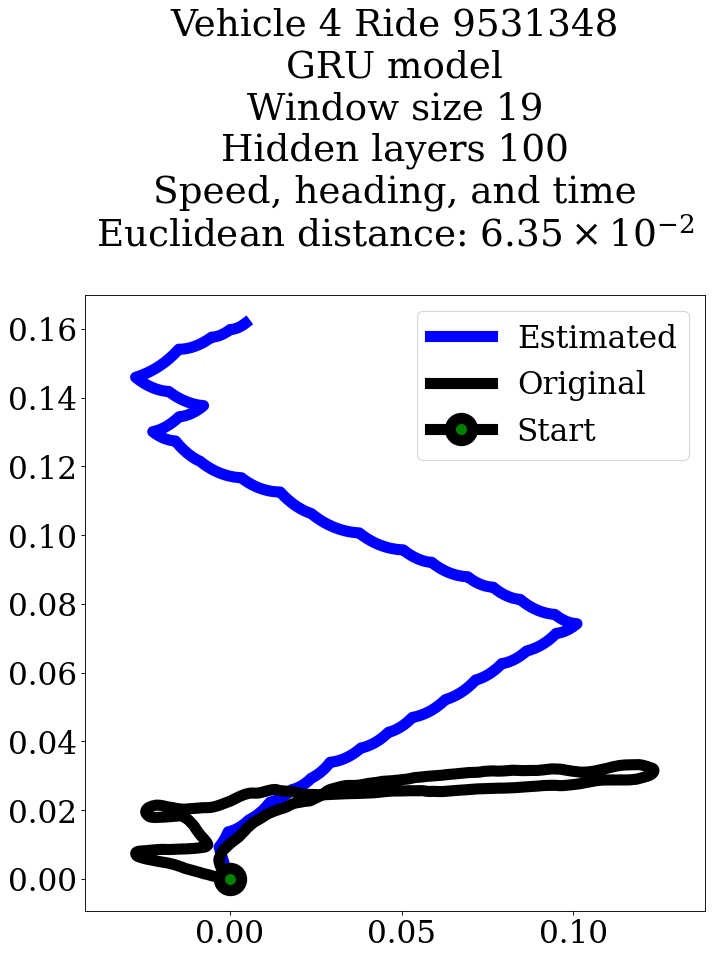 Vehicle 4 Ride 9531348
GRU model
Window size 19
Hidden layers 100
Speed, heading, and time
Euclidean distance: 6.35 × 10⁻²
Estimated
Original
Start
0.16
0.14
0.12
0.10
0.08
0.06
0.04
0.02
0.00
0.00 0.05 0.10